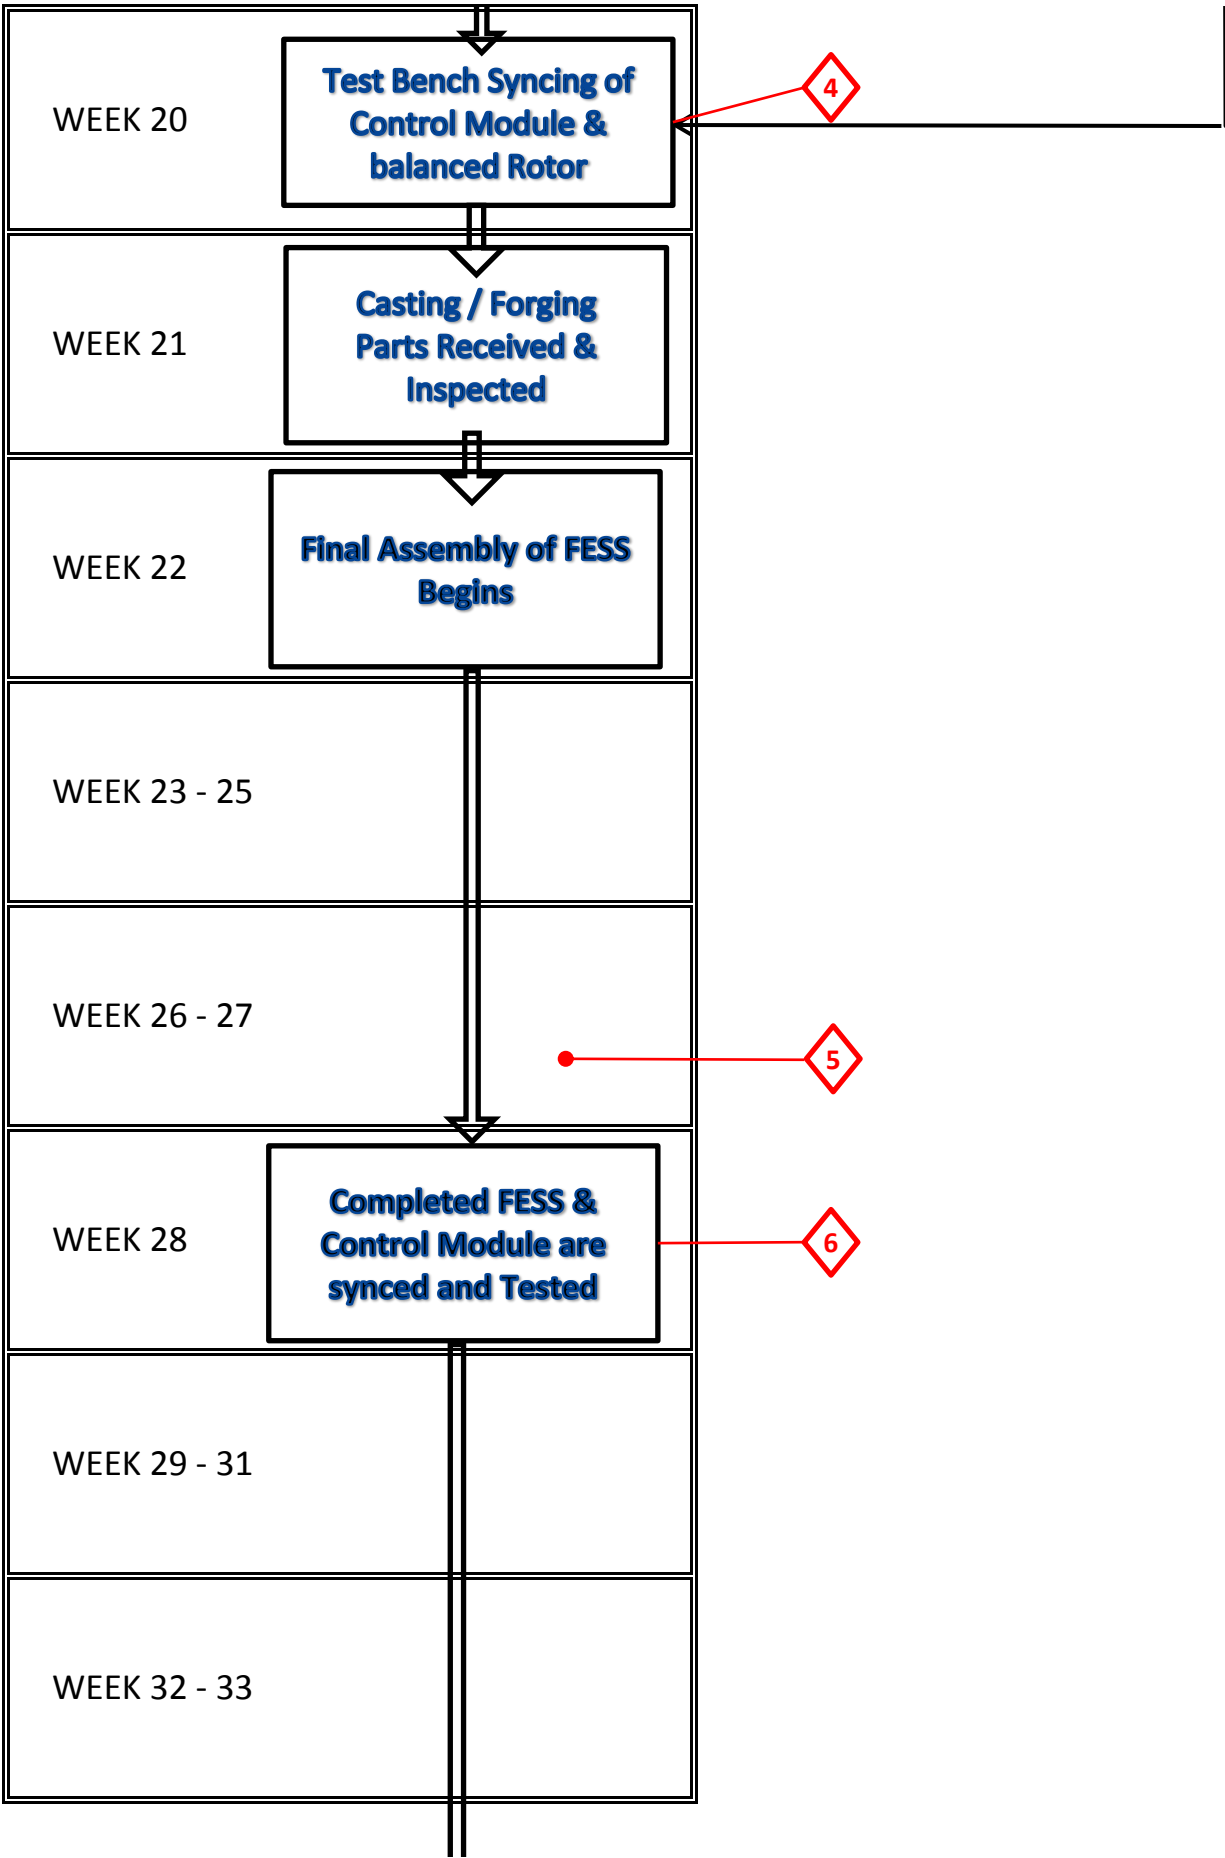 WEEK 20
Test Bench Syncing of
Control Module &
balanced Rotor
4
WEEK 21
Casting / Forging
Parts Received &
Inspected
WEEK 22
Final Assembly of FESS
Begins
WEEK 23 - 25
WEEK 26 - 27
5
WEEK 28
Completed FESS &
Control Module are
synced and Tested
6
WEEK 29 - 31
WEEK 32 - 33